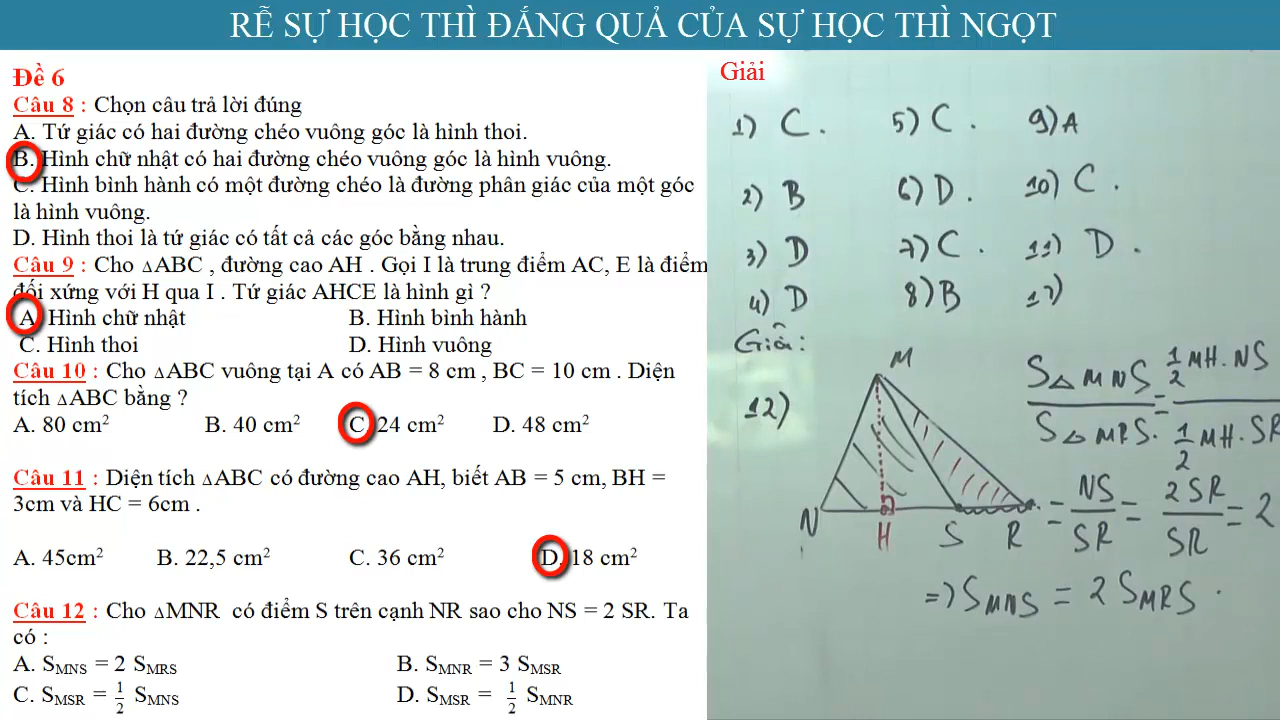 RỄ SỰ HỌC THÌ ĐẮNG QUẢ CỦA SỰ HỌC THÌ NGỌT
Đề 6
Câu 8 : Chọn câu trả lời đúng
A. Tứ giác có hai đường chéo vuông góc là hình thoi.
B. Hình chữ nhật có hai đường chéo vuông góc là hình vuông.
C. Hình bình hành có một đường chéo là đường phân giác của một góc
là hình vuông.
D. Hình thoi là tứ giác có tất cả các góc bằng nhau.
Câu 9 : Cho △ABC , đường cao AH . Gọi I là trung điểm AC, E là điểm
đối xứng với H qua I . Tứ giác AHCE là hình gì ?
A. Hình chữ nhật B. Hình bình hành
C. Hình thoi D. Hình vuông
Câu 10 : Cho △ABC vuông tại A có AB = 8 cm , BC = 10 cm . Diện
tích △ABC bằng ?
A. 80 cm² B. 40 cm² C. 24 cm² D. 48 cm²
Câu 11 : Diện tích △ABC có đường cao AH, biết AB = 5 cm, BH =
3cm và HC = 6cm .
A. 45cm² B. 22,5 cm² C. 36 cm² D. 18 cm²
Câu 12 : Cho △MNR có điểm S trên cạnh NR sao cho NS = 2 SR. Ta
có :
A. S_MNS = 2 S_MRS B. S_MNR = 3 S_MSR
C. S_MSR = 1/2 S_MNS D. S_MSR = 1/2 S_MNR
Giải
1) C . 5) C . 9) A
2) B 6) D . 10) C .
3) D 7) C . 11) D .
4) D 8) B 12)
Giải:
12)
M
N H S R
S△MNS / S△MRS = 1/2 MH . NS / 1/2 MH . SR
= NS/SR = 2SR/SR = 2
=> S_MNS = 2 S_MRS .